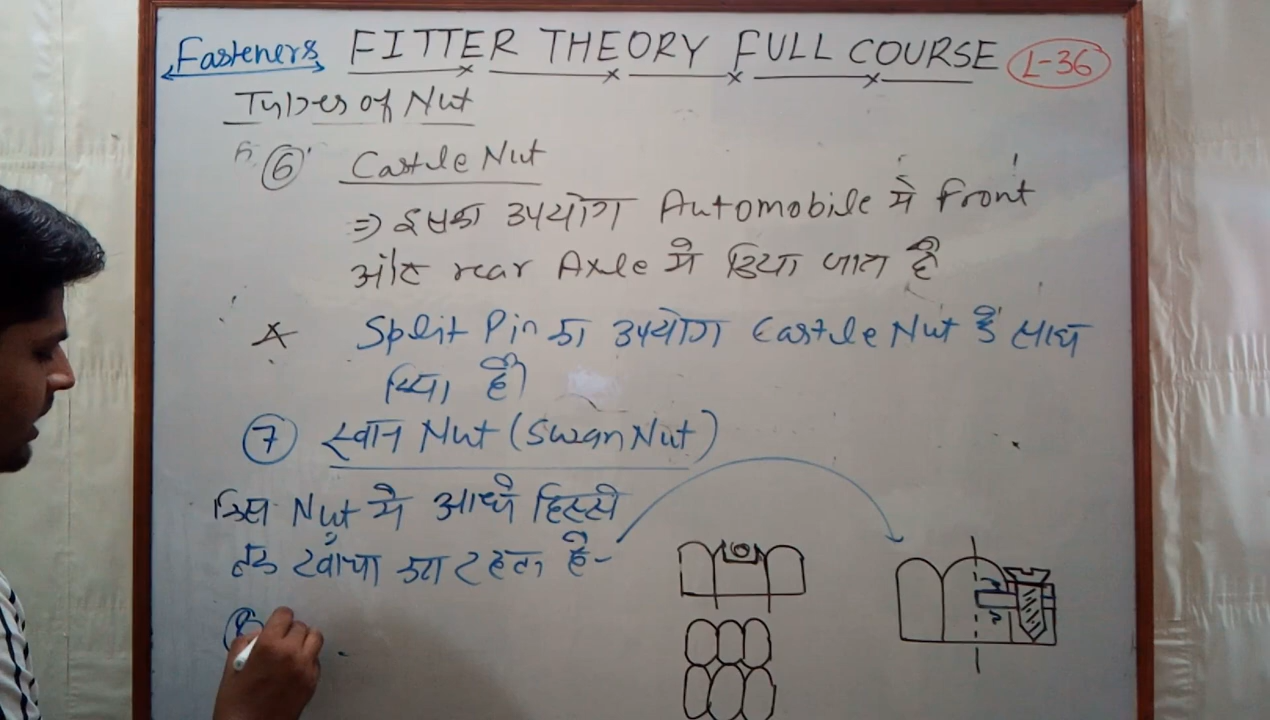 Fasteners FITTER THEORY FULL COURSE L-36
Types of Nut
6 Castle Nut
⇒ इसका उपयोग Automobile मे Front
और rear Axle मे किया जाता है
Split Pin का उपयोग Castle Nut के साथ
किया है।
7 स्वान Nut (Swan Nut)
जिस Nut मे आधे हिस्से
तक खाँचा कटा रहता है-
8